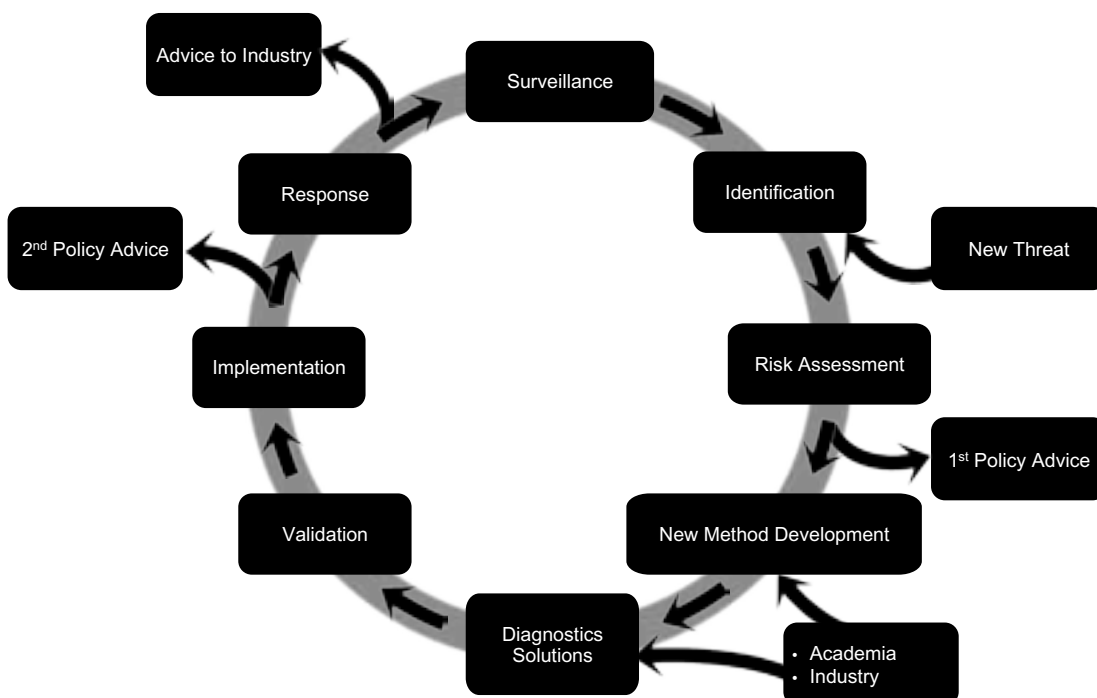 Advice to Industry
Surveillance
Response
Identification
2nd Policy Advice
New Threat
Implementation
Risk Assessment
1st Policy Advice
Validation
New Method Development
Diagnostics
Solutions
• Academia
• Industry